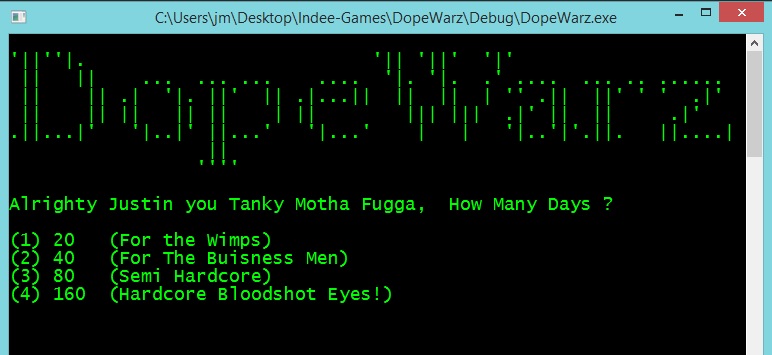 C:\Users\jm\Desktop\Indee-Games\DopeWarz\Debug\DopeWarz.exe
DopeWarz
Alrighty Justin you Tanky Motha Fugga,  How Many Days ?
(1) 20   (For the Wimps)
(2) 40   (For The Buisness Men)
(3) 80   (Semi Hardcore)
(4) 160  (Hardcore Bloodshot Eyes!)